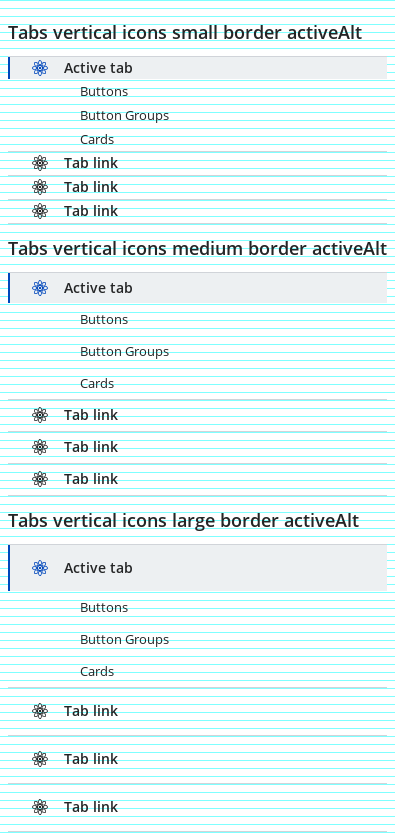 Tabs vertical icons small border activeAlt
Active tab
Buttons
Button Groups
Cards
Tab link
Tab link
Tab link
Tabs vertical icons medium border activeAlt
Active tab
Buttons
Button Groups
Cards
Tab link
Tab link
Tab link
Tabs vertical icons large border activeAlt
Active tab
Buttons
Button Groups
Cards
Tab link
Tab link
Tab link